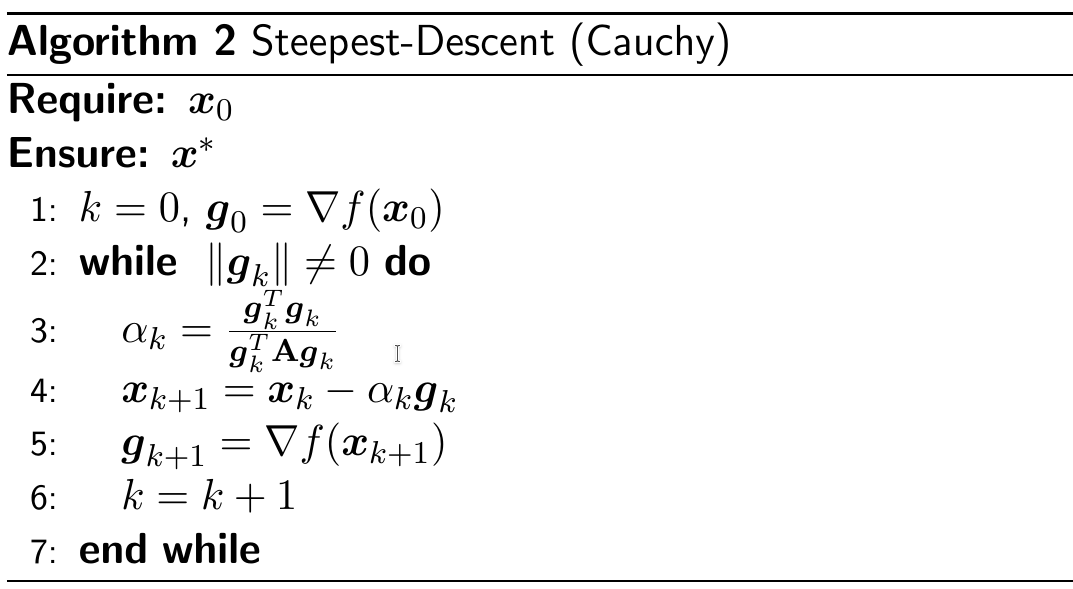 Algorithm 2 Steepest-Descent (Cauchy)
Require: $\boldsymbol{x}_0$
Ensure: $\boldsymbol{x}^*$
1: $k = 0$, $\boldsymbol{g}_0 = \nabla f(\boldsymbol{x}_0)$
2: while $\|\boldsymbol{g}_k\| \neq 0$ do
3: $\alpha_k = \frac{\boldsymbol{g}_k^T \boldsymbol{g}_k}{\boldsymbol{g}_k^T \mathbf{A} \boldsymbol{g}_k}$
4: $\boldsymbol{x}_{k+1} = \boldsymbol{x}_k - \alpha_k \boldsymbol{g}_k$
5: $\boldsymbol{g}_{k+1} = \nabla f(\boldsymbol{x}_{k+1})$
6: $k = k + 1$
7: end while